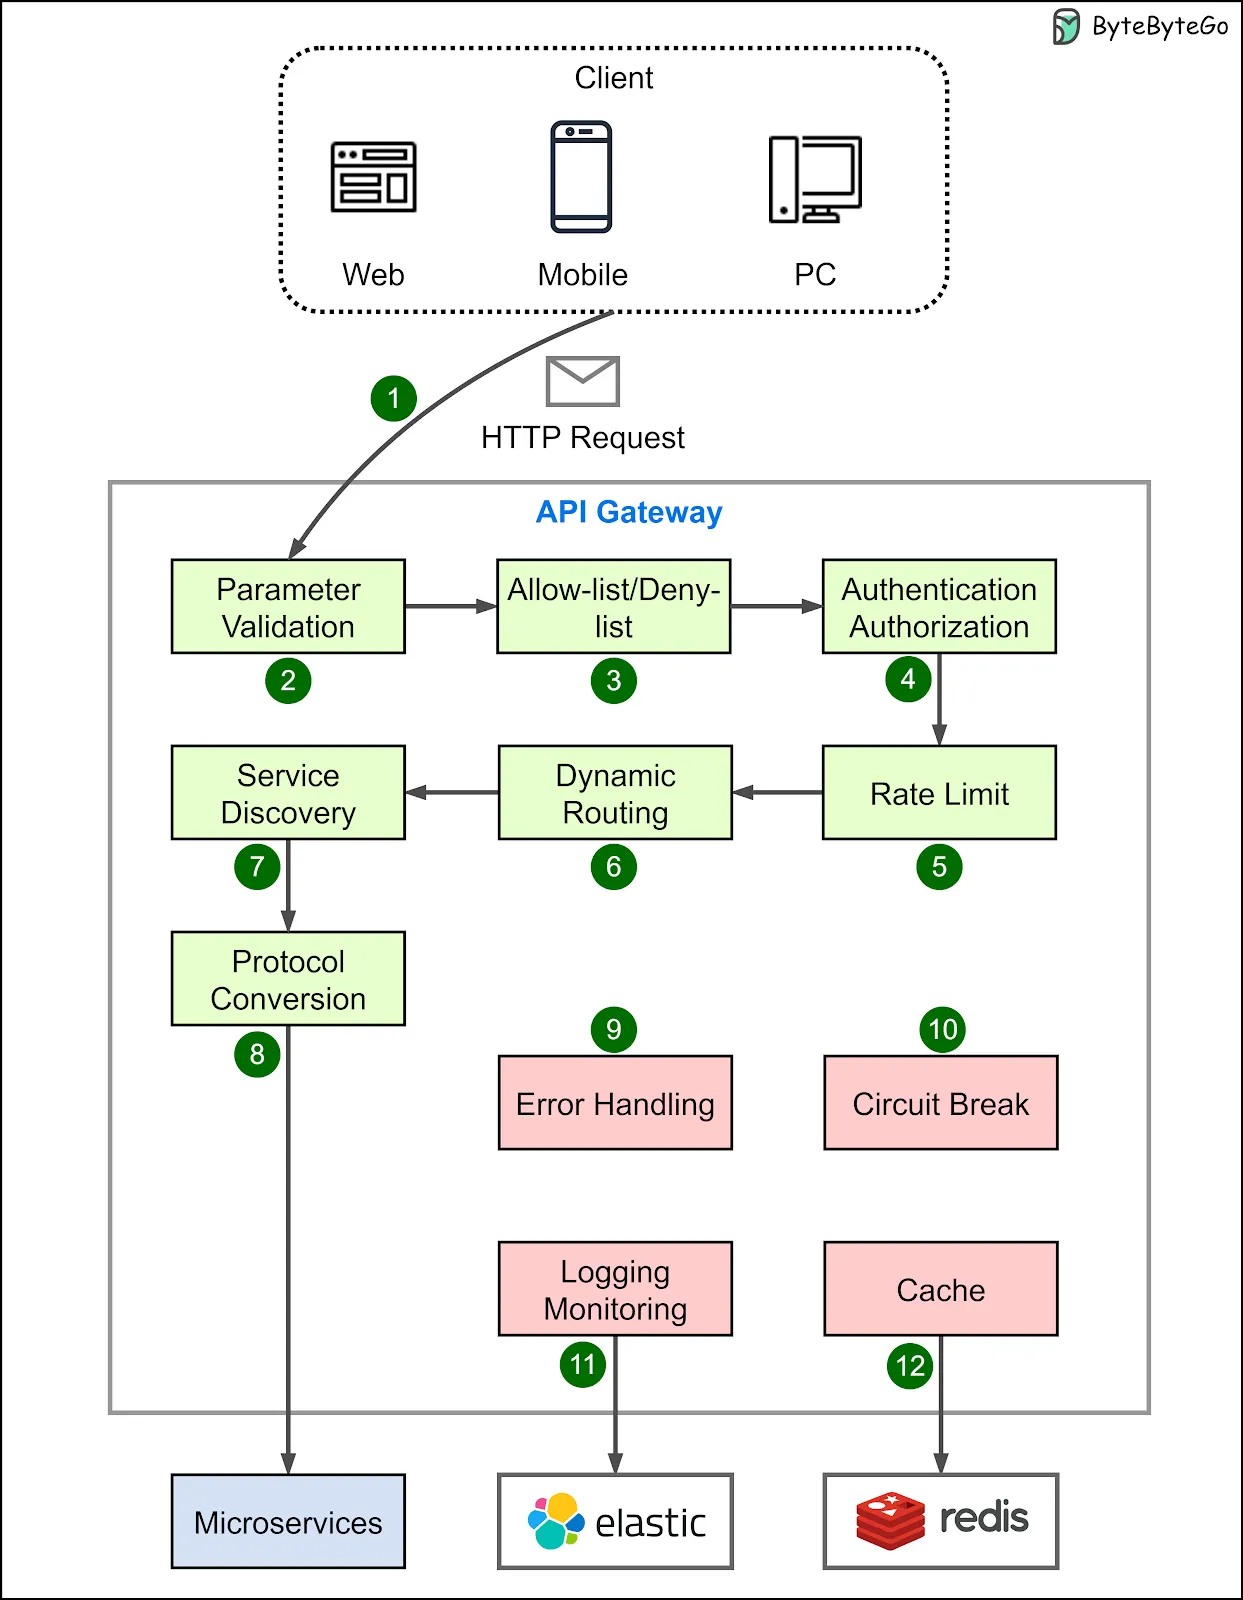 ByteByteGo
Client
Web
Mobile
PC
1
HTTP Request
API Gateway
Parameter
Validation
Allow-list/Deny-
list
Authentication
Authorization
2
3
4
Service
Discovery
Dynamic
Routing
Rate Limit
7
6
5
Protocol
Conversion
8
9
10
Error Handling
Circuit Break
Logging
Monitoring
Cache
11
12
Microservices
elastic
redis